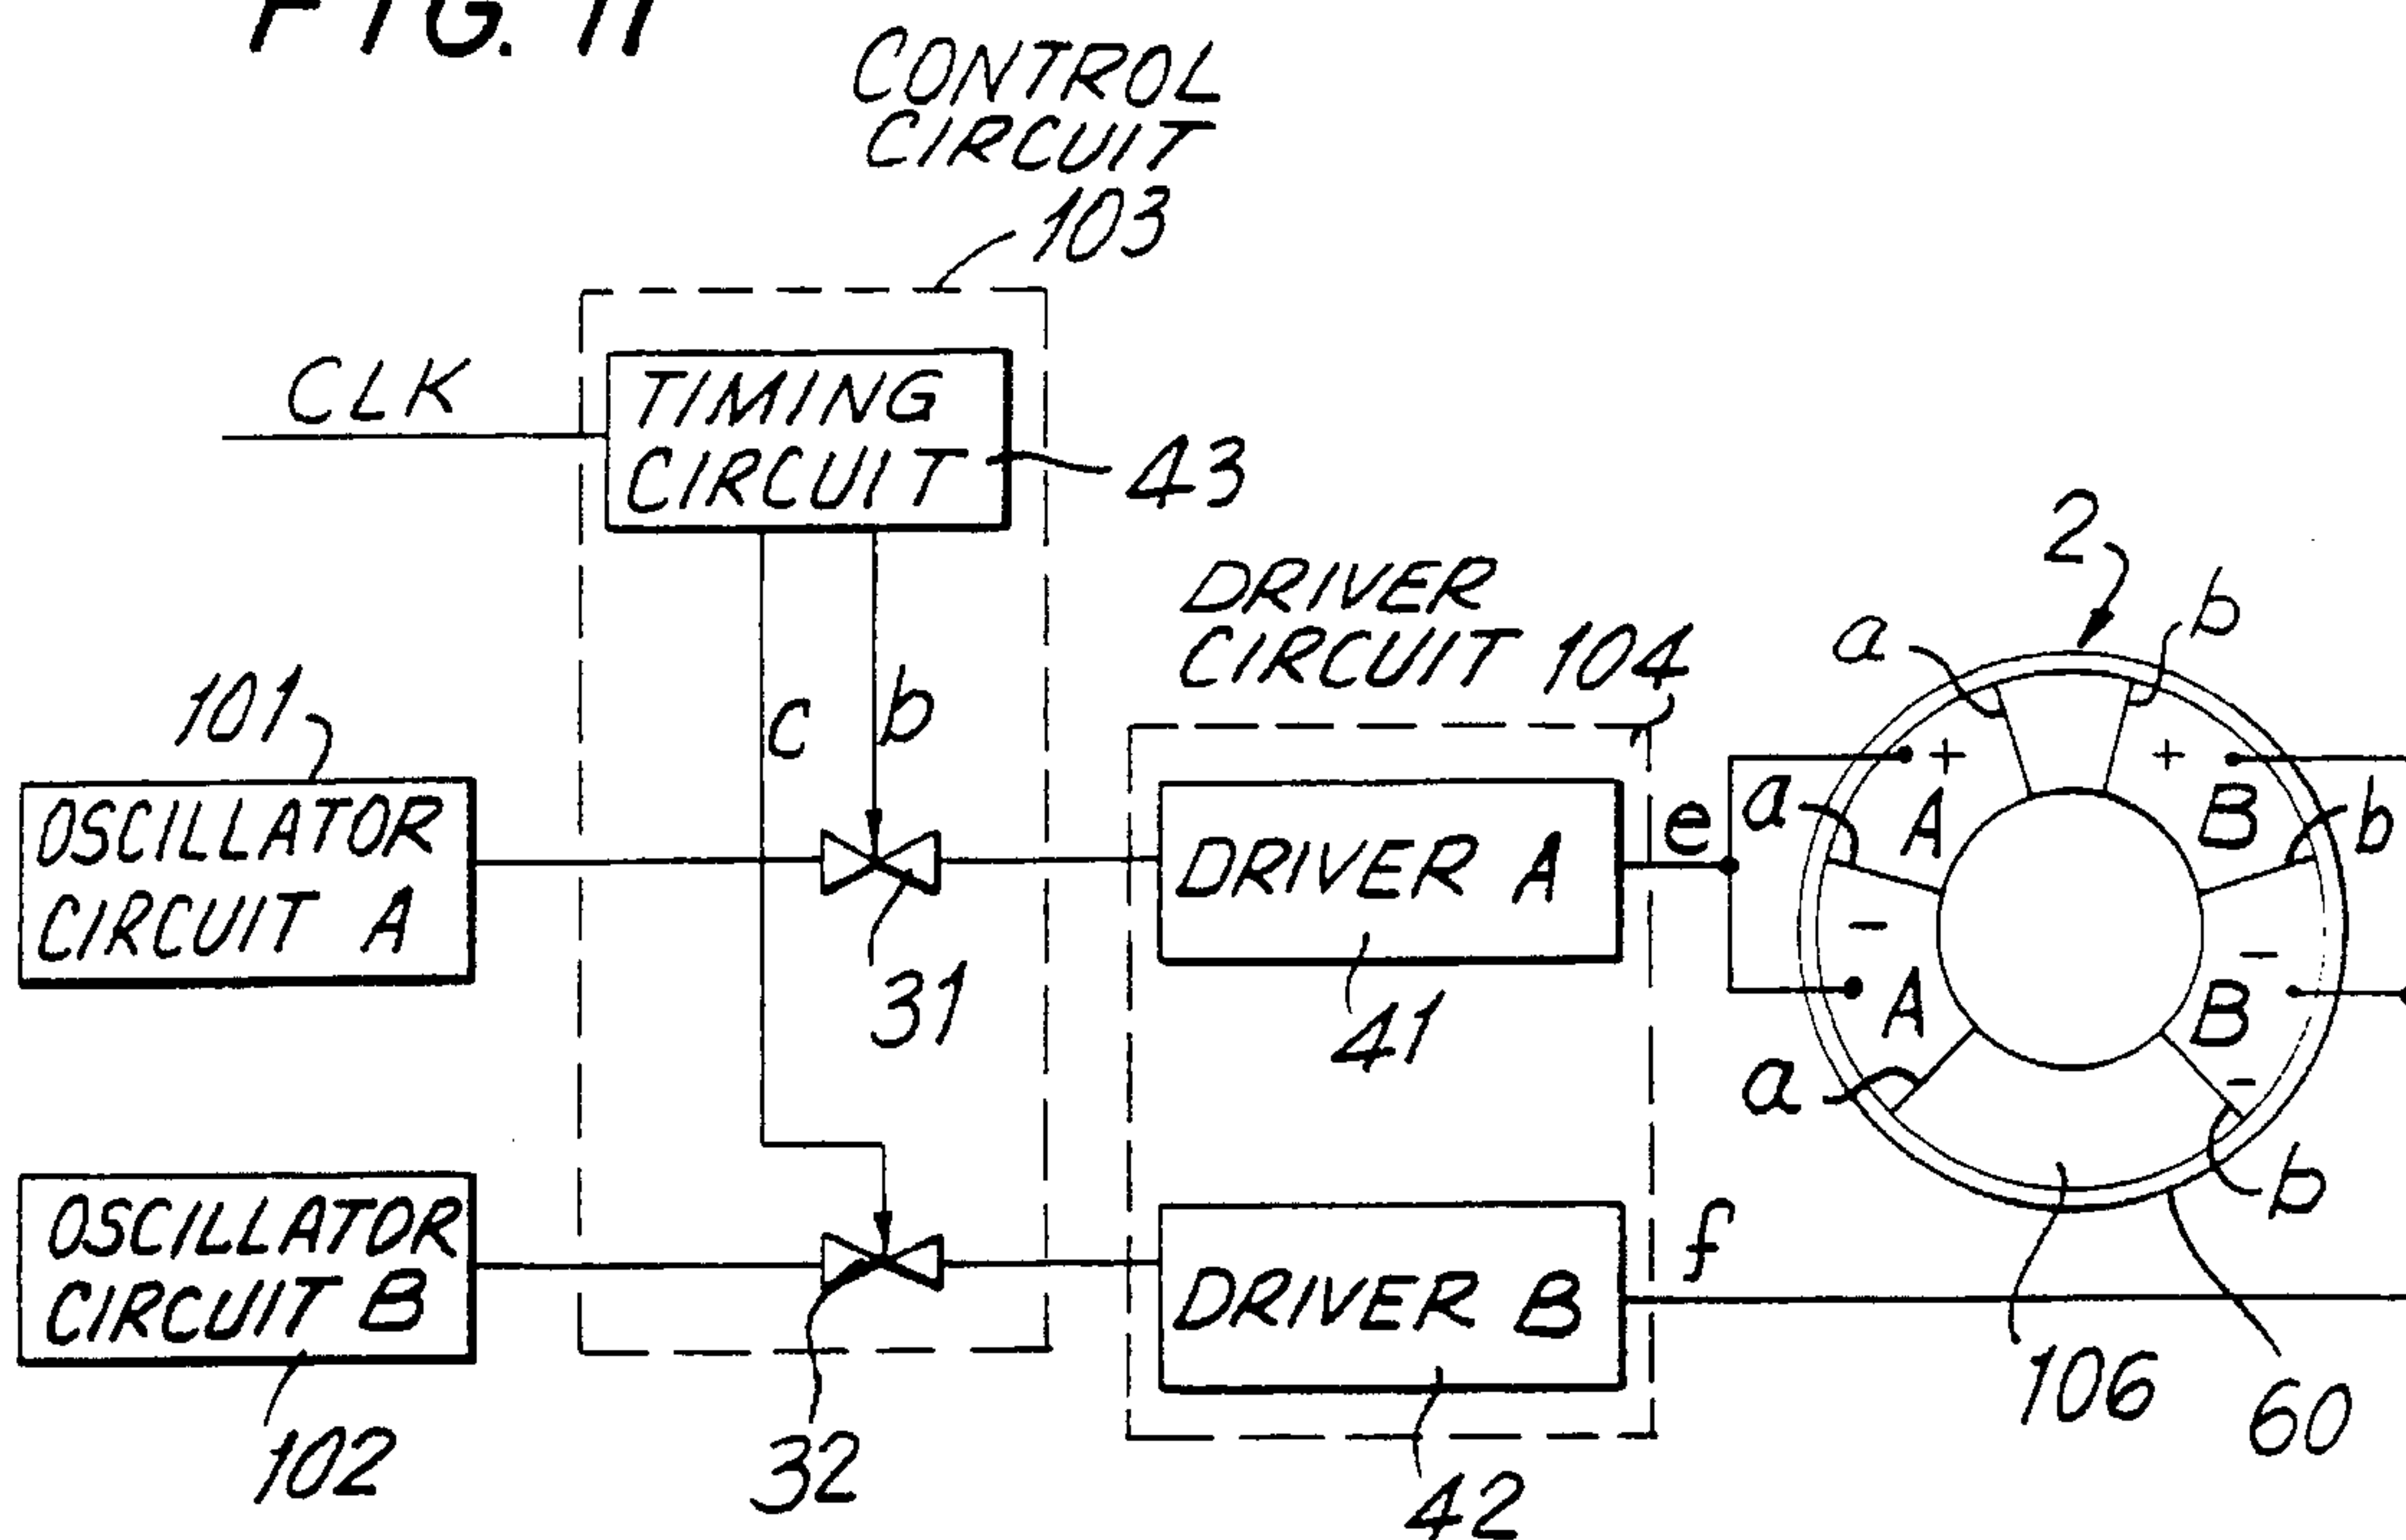 FIG. 11
CONTROL
CIRCUIT
103
CLK
TIMING
CIRCUIT
43
c
b
DRIVER
CIRCUIT 104
2
a
b
101
OSCILLATOR
CIRCUIT A
31
DRIVER A
41
e
a
+
A
+
B
b
-
A
-
B
-
a
b
OSCILLATOR
CIRCUIT B
102
32
DRIVER B
42
f
106
60